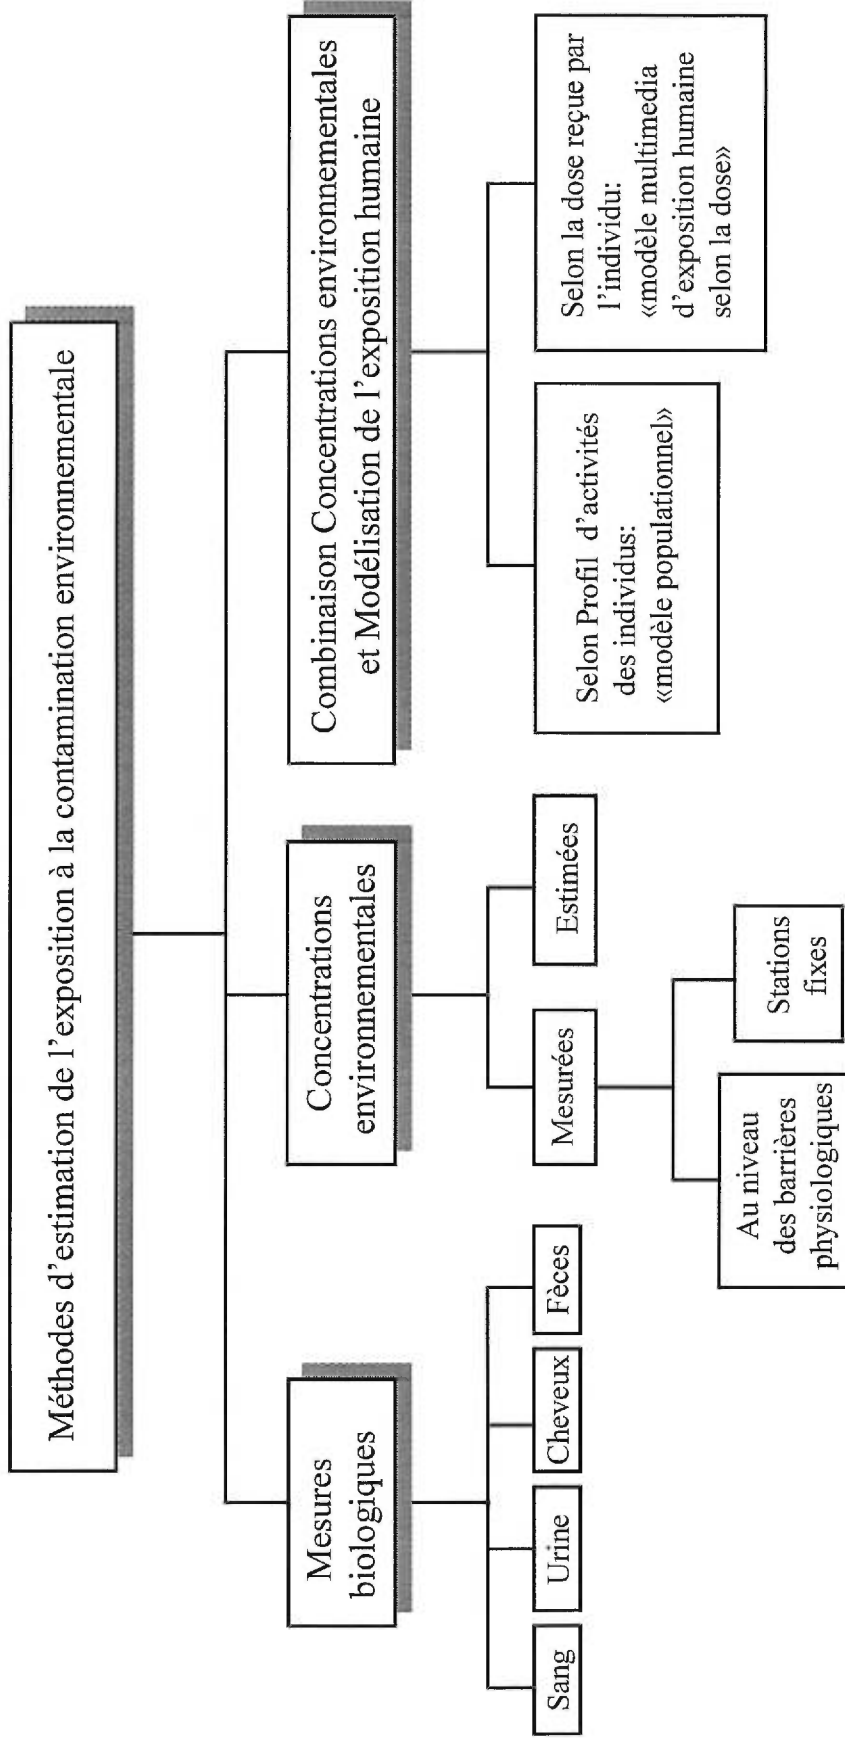 Méthodes d'estimation de l'exposition à la contamination environnementale
Mesures
biologiques
Concentrations
environnementales
Combinaison Concentrations environnementales
et Modélisation de l'exposition humaine
Sang
Urine
Cheveux
Fèces
Mesurées
Estimées
Selon Profil d'activités
des individus:
«modèle populationnel»
Selon la dose reçue par
l'individu:
«modèle multimedia
d'exposition humaine
selon la dose»
Au niveau
des barrières
physiologiques
Stations
fixes